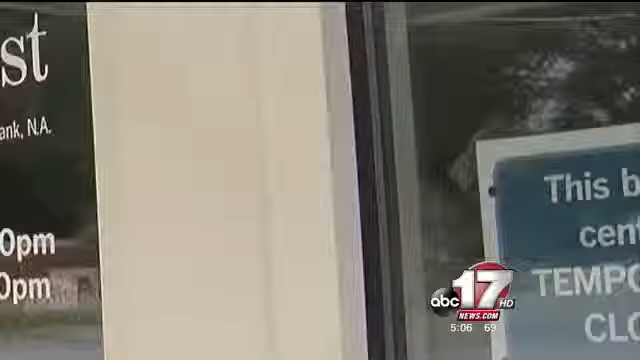 st
ank, N.A.
0pm
0pm
This b
cent
TEMPO
CLO
abc 17 HD
NEWS.COM
5:06 69